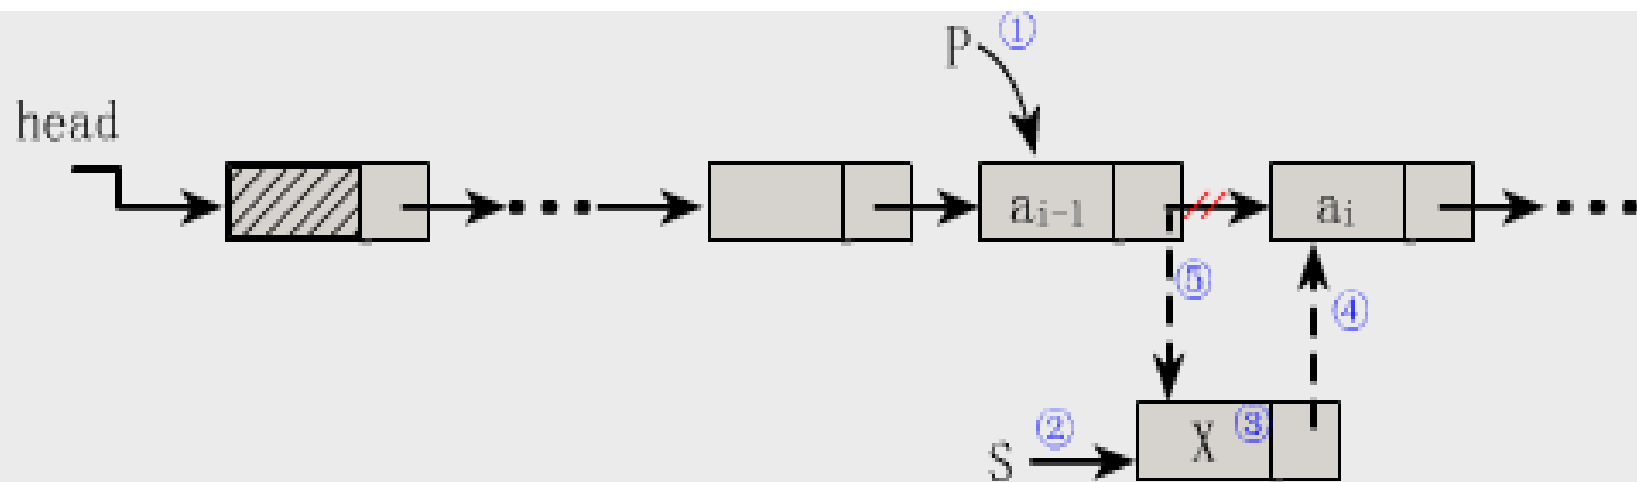 P ①
head
aᵢ₋₁
aᵢ
⑤
④
S ② X ③